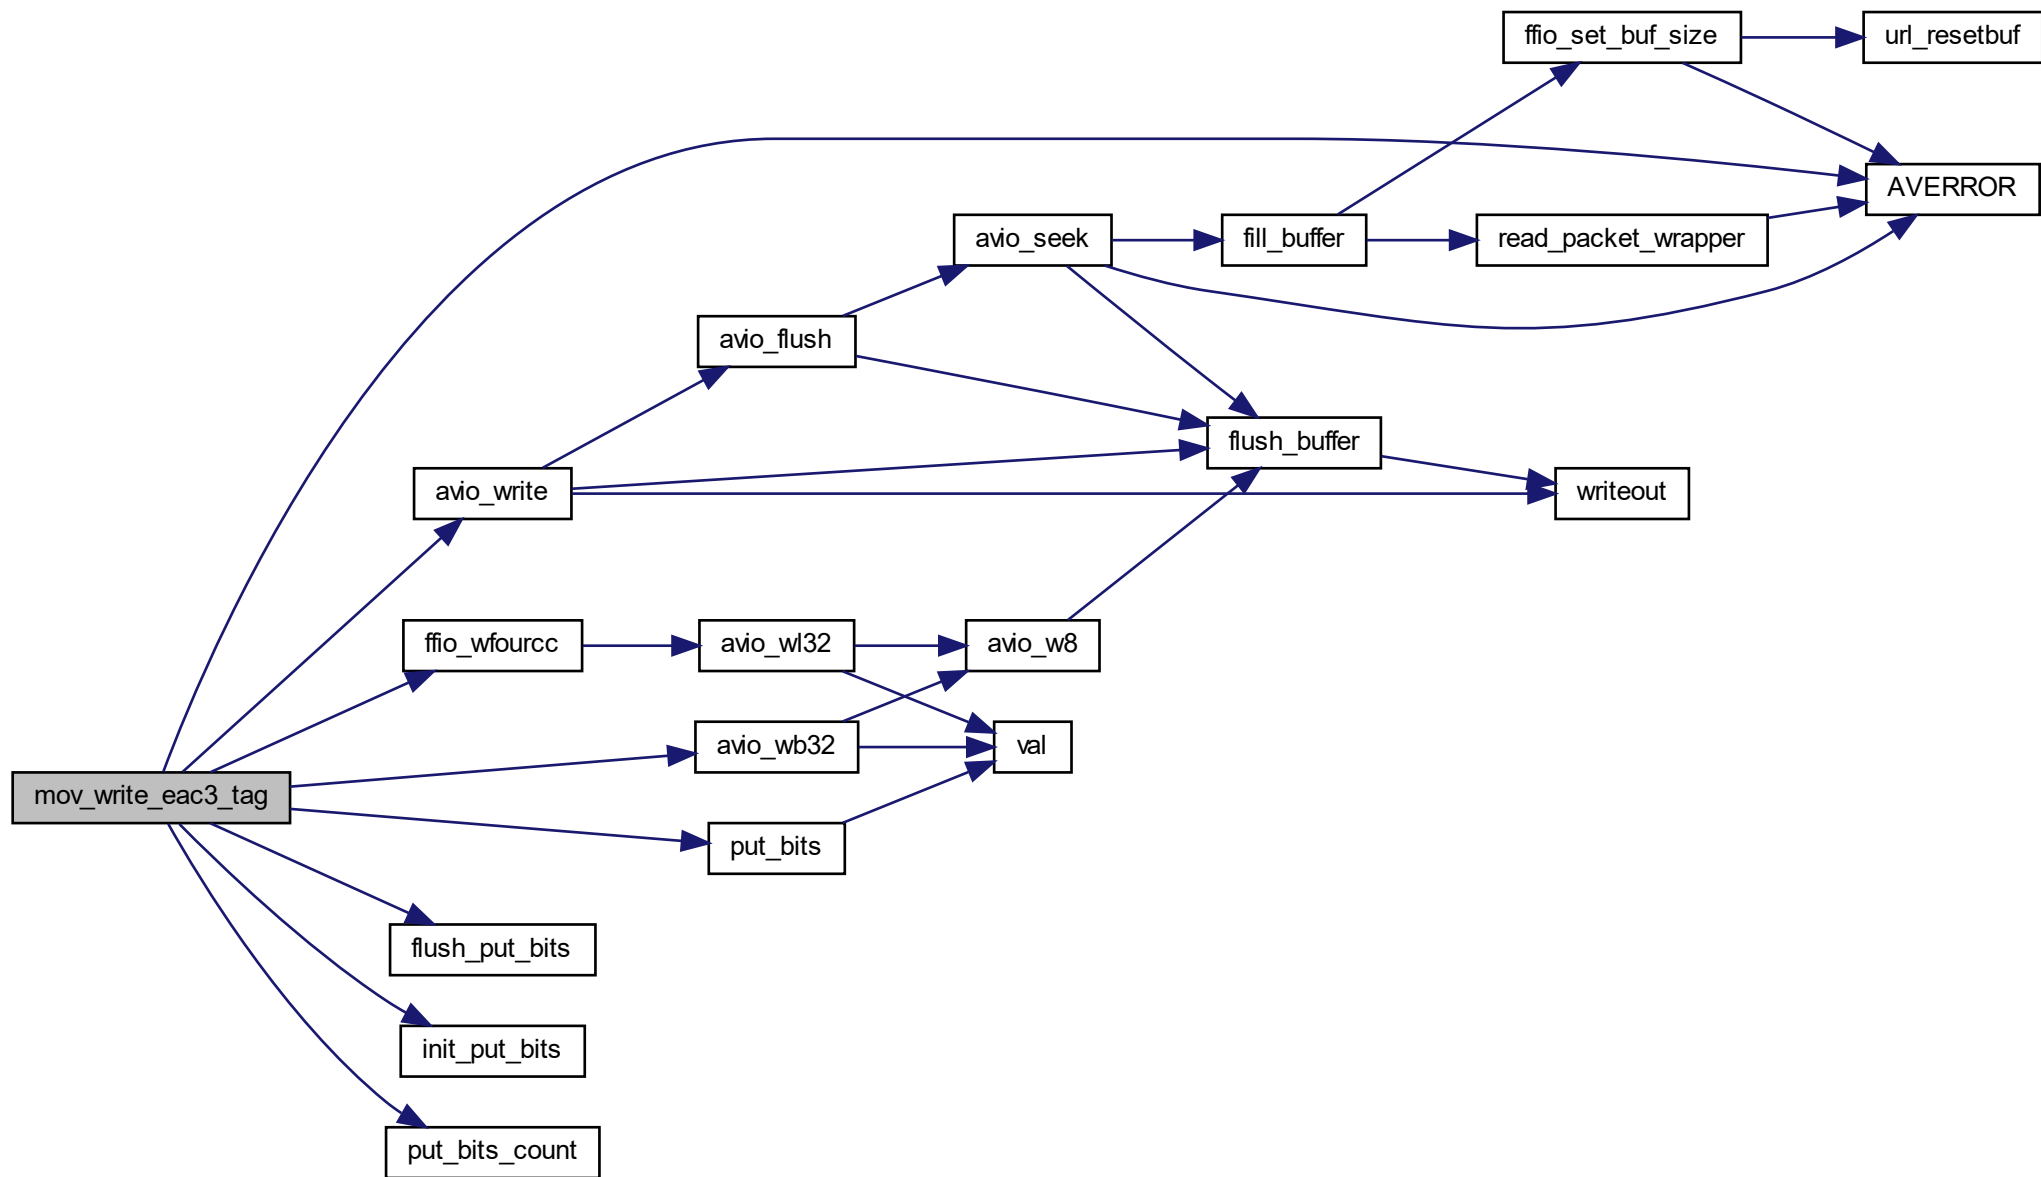 ffio_set_buf_size
url_resetbuf
AVERROR
avio_seek
fill_buffer
read_packet_wrapper
avio_flush
flush_buffer
avio_write
writeout
ffio_wfourcc
avio_wl32
avio_w8
avio_wb32
val
mov_write_eac3_tag
put_bits
flush_put_bits
init_put_bits
put_bits_count